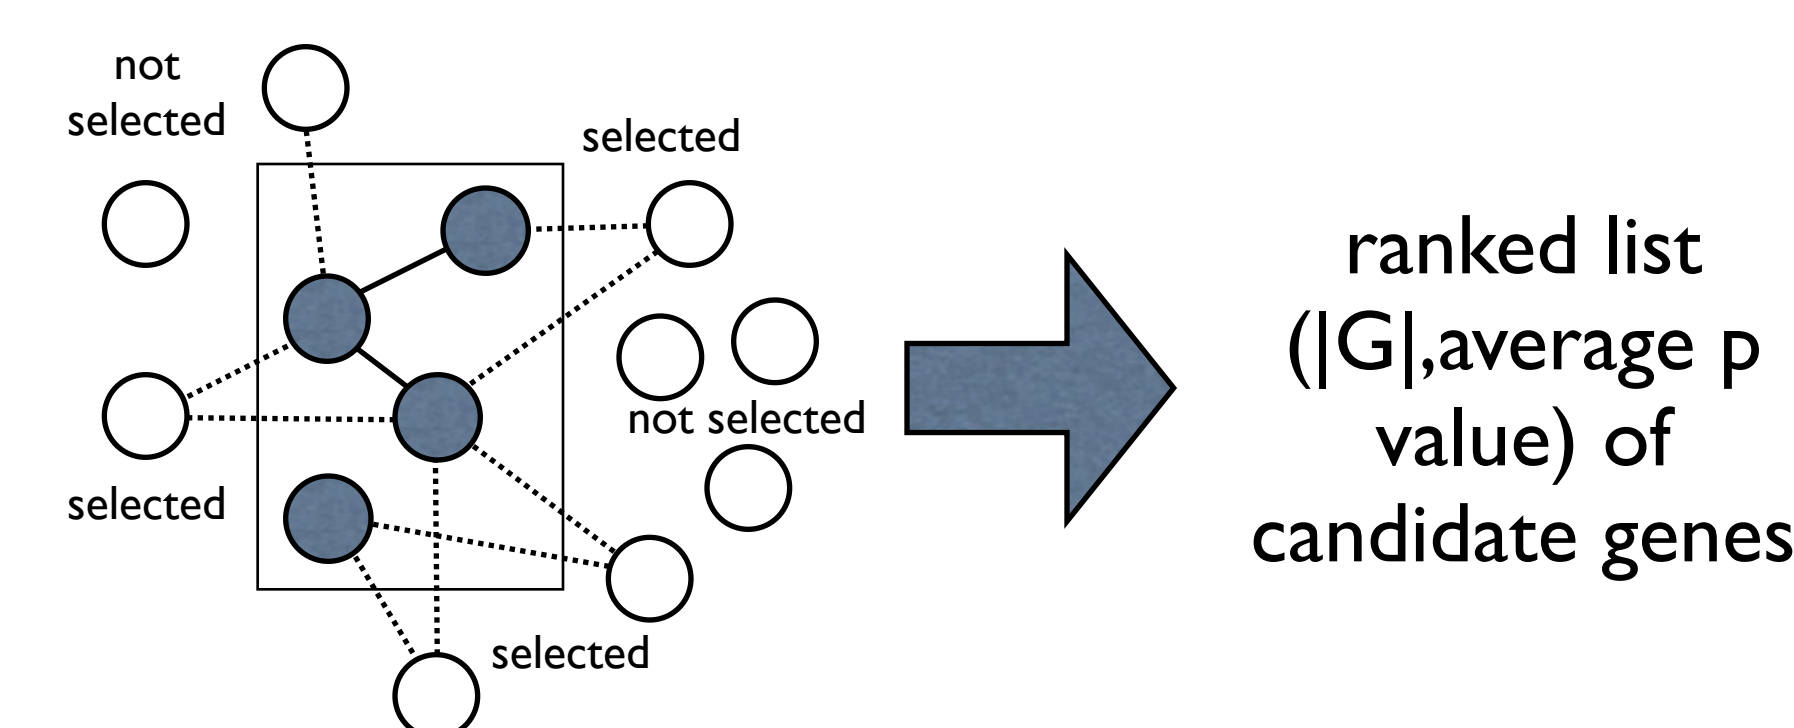 not
selected
selected
not selected
selected
selected
ranked list
(|G|,average p
value) of
candidate genes